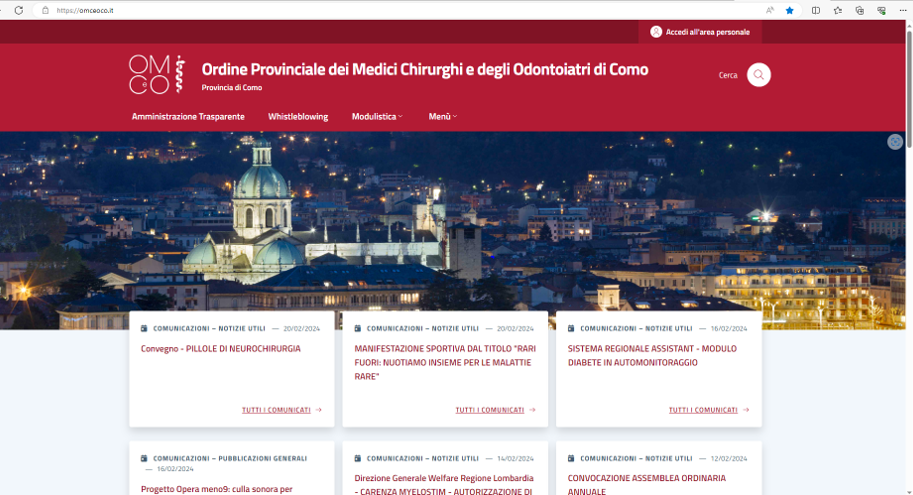 https://omceoco.it
Accedi all'area personale
OM
CeO
Ordine Provinciale dei Medici Chirurghi e degli Odontoiatri di Como
Provincia di Como
Cerca
Amministrazione Trasparente
Whistleblowing
Modulistica
Menù
COMUNICAZIONI – NOTIZIE UTILI — 20/02/2024
Convegno - PILLOLE DI NEUROCHIRURGIA
TUTTI I COMUNICATI →
COMUNICAZIONI – NOTIZIE UTILI — 20/02/2024
MANIFESTAZIONE SPORTIVA DAL TITOLO "RARI
FUORI: NUOTIAMO INSIEME PER LE MALATTIE
RARE"
TUTTI I COMUNICATI →
COMUNICAZIONI – NOTIZIE UTILI — 16/02/2024
SISTEMA REGIONALE ASSISTANT - MODULO
DIABETE IN AUTOMONITORAGGIO
TUTTI I COMUNICATI →
COMUNICAZIONI – PUBBLICAZIONI GENERALI
— 16/02/2024
Progetto Opera meno9: culla sonora per
COMUNICAZIONI – NOTIZIE UTILI — 14/02/2024
Direzione Generale Welfare Regione Lombardia
- CARENZA MYELOSTIM - AUTORIZZAZIONE DI
COMUNICAZIONI – NOTIZIE UTILI — 12/02/2024
CONVOCAZIONE ASSEMBLEA ORDINARIA
ANNUALE